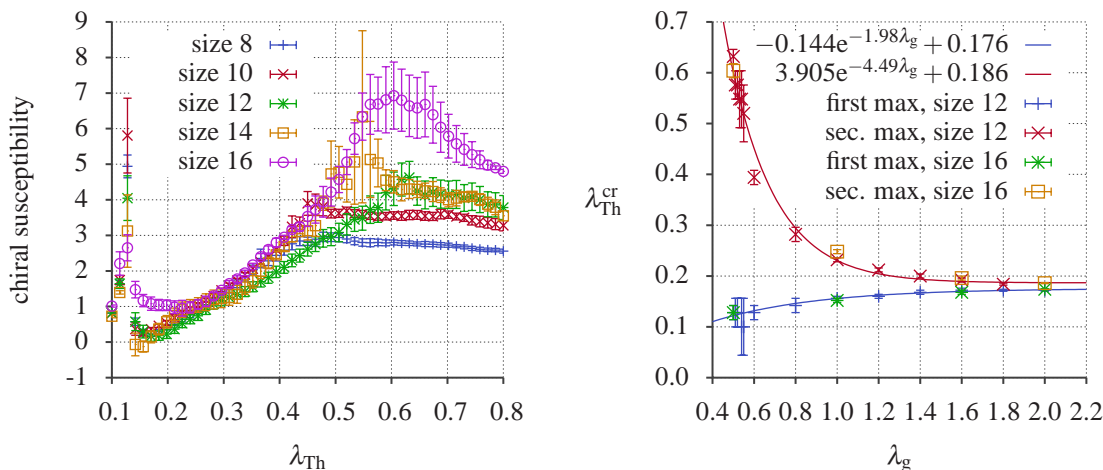 9
8
7
6
5
4
3
2
1
0
-1
chiral susceptibility
size 8
size 10
size 12
size 14
size 16
0.1 0.2 0.3 0.4 0.5 0.6 0.7 0.8
λTh
0.7
0.6
0.5
0.4
0.3
0.2
0.1
0.0
λ^cr_Th
−0.144e^−1.98λg + 0.176
3.905e^−4.49λg + 0.186
first max, size 12
sec. max, size 12
first max, size 16
sec. max, size 16
0.4 0.6 0.8 1.0 1.2 1.4 1.6 1.8 2.0 2.2
λg